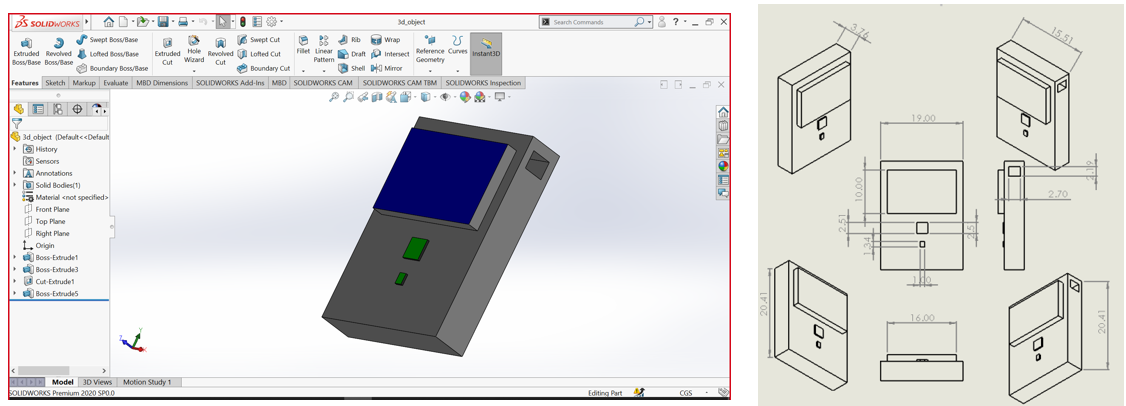 SOLIDWORKS
3d_object
Search Commands
Extruded Boss/Base
Revolved Boss/Base
Swept Boss/Base
Lofted Boss/Base
Boundary Boss/Base
Extruded Cut
Hole Wizard
Revolved Cut
Swept Cut
Lofted Cut
Boundary Cut
Fillet
Linear Pattern
Rib
Draft
Shell
Wrap
Intersect
Mirror
Reference Geometry
Curves
Instant3D
Features Sketch Markup Evaluate MBD Dimensions SOLIDWORKS Add-Ins MBD SOLIDWORKS CAM SOLIDWORKS CAM TBM SOLIDWORKS Inspection
3d_object (Default<<Default
History
Sensors
Annotations
Solid Bodies(1)
Material <not specified>
Front Plane
Top Plane
Right Plane
Origin
Boss-Extrude1
Boss-Extrude3
Cut-Extrude1
Boss-Extrude5
Y
Z
X
Model 3D Views Motion Study 1
SOLIDWORKS Premium 2020 SP0.0
Editing Part
CGS
3,76
15,51
19,00
10,00
2,51
1,34
2,51
1,00
2,19
2,70
20,41
16,00
20,41